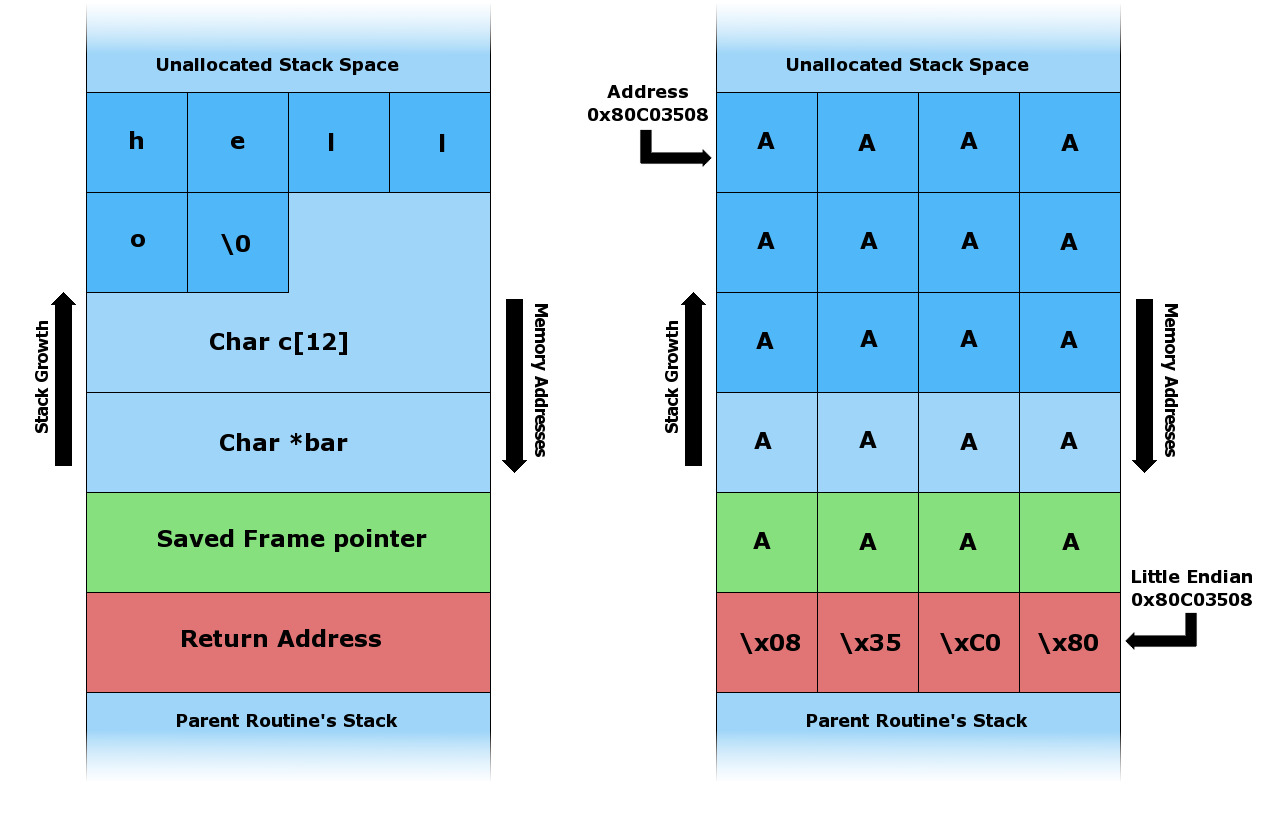 Unallocated Stack Space
h e l l
o \0
Char c[12]
Char *bar
Saved Frame pointer
Return Address
Parent Routine's Stack
Stack Growth
Memory Addresses
Unallocated Stack Space
Address
0x80C03508
A A A A
A A A A
A A A A
A A A A
A A A A
\x08 \x35 \xC0 \x80
Parent Routine's Stack
Stack Growth
Memory Addresses
Little Endian
0x80C03508